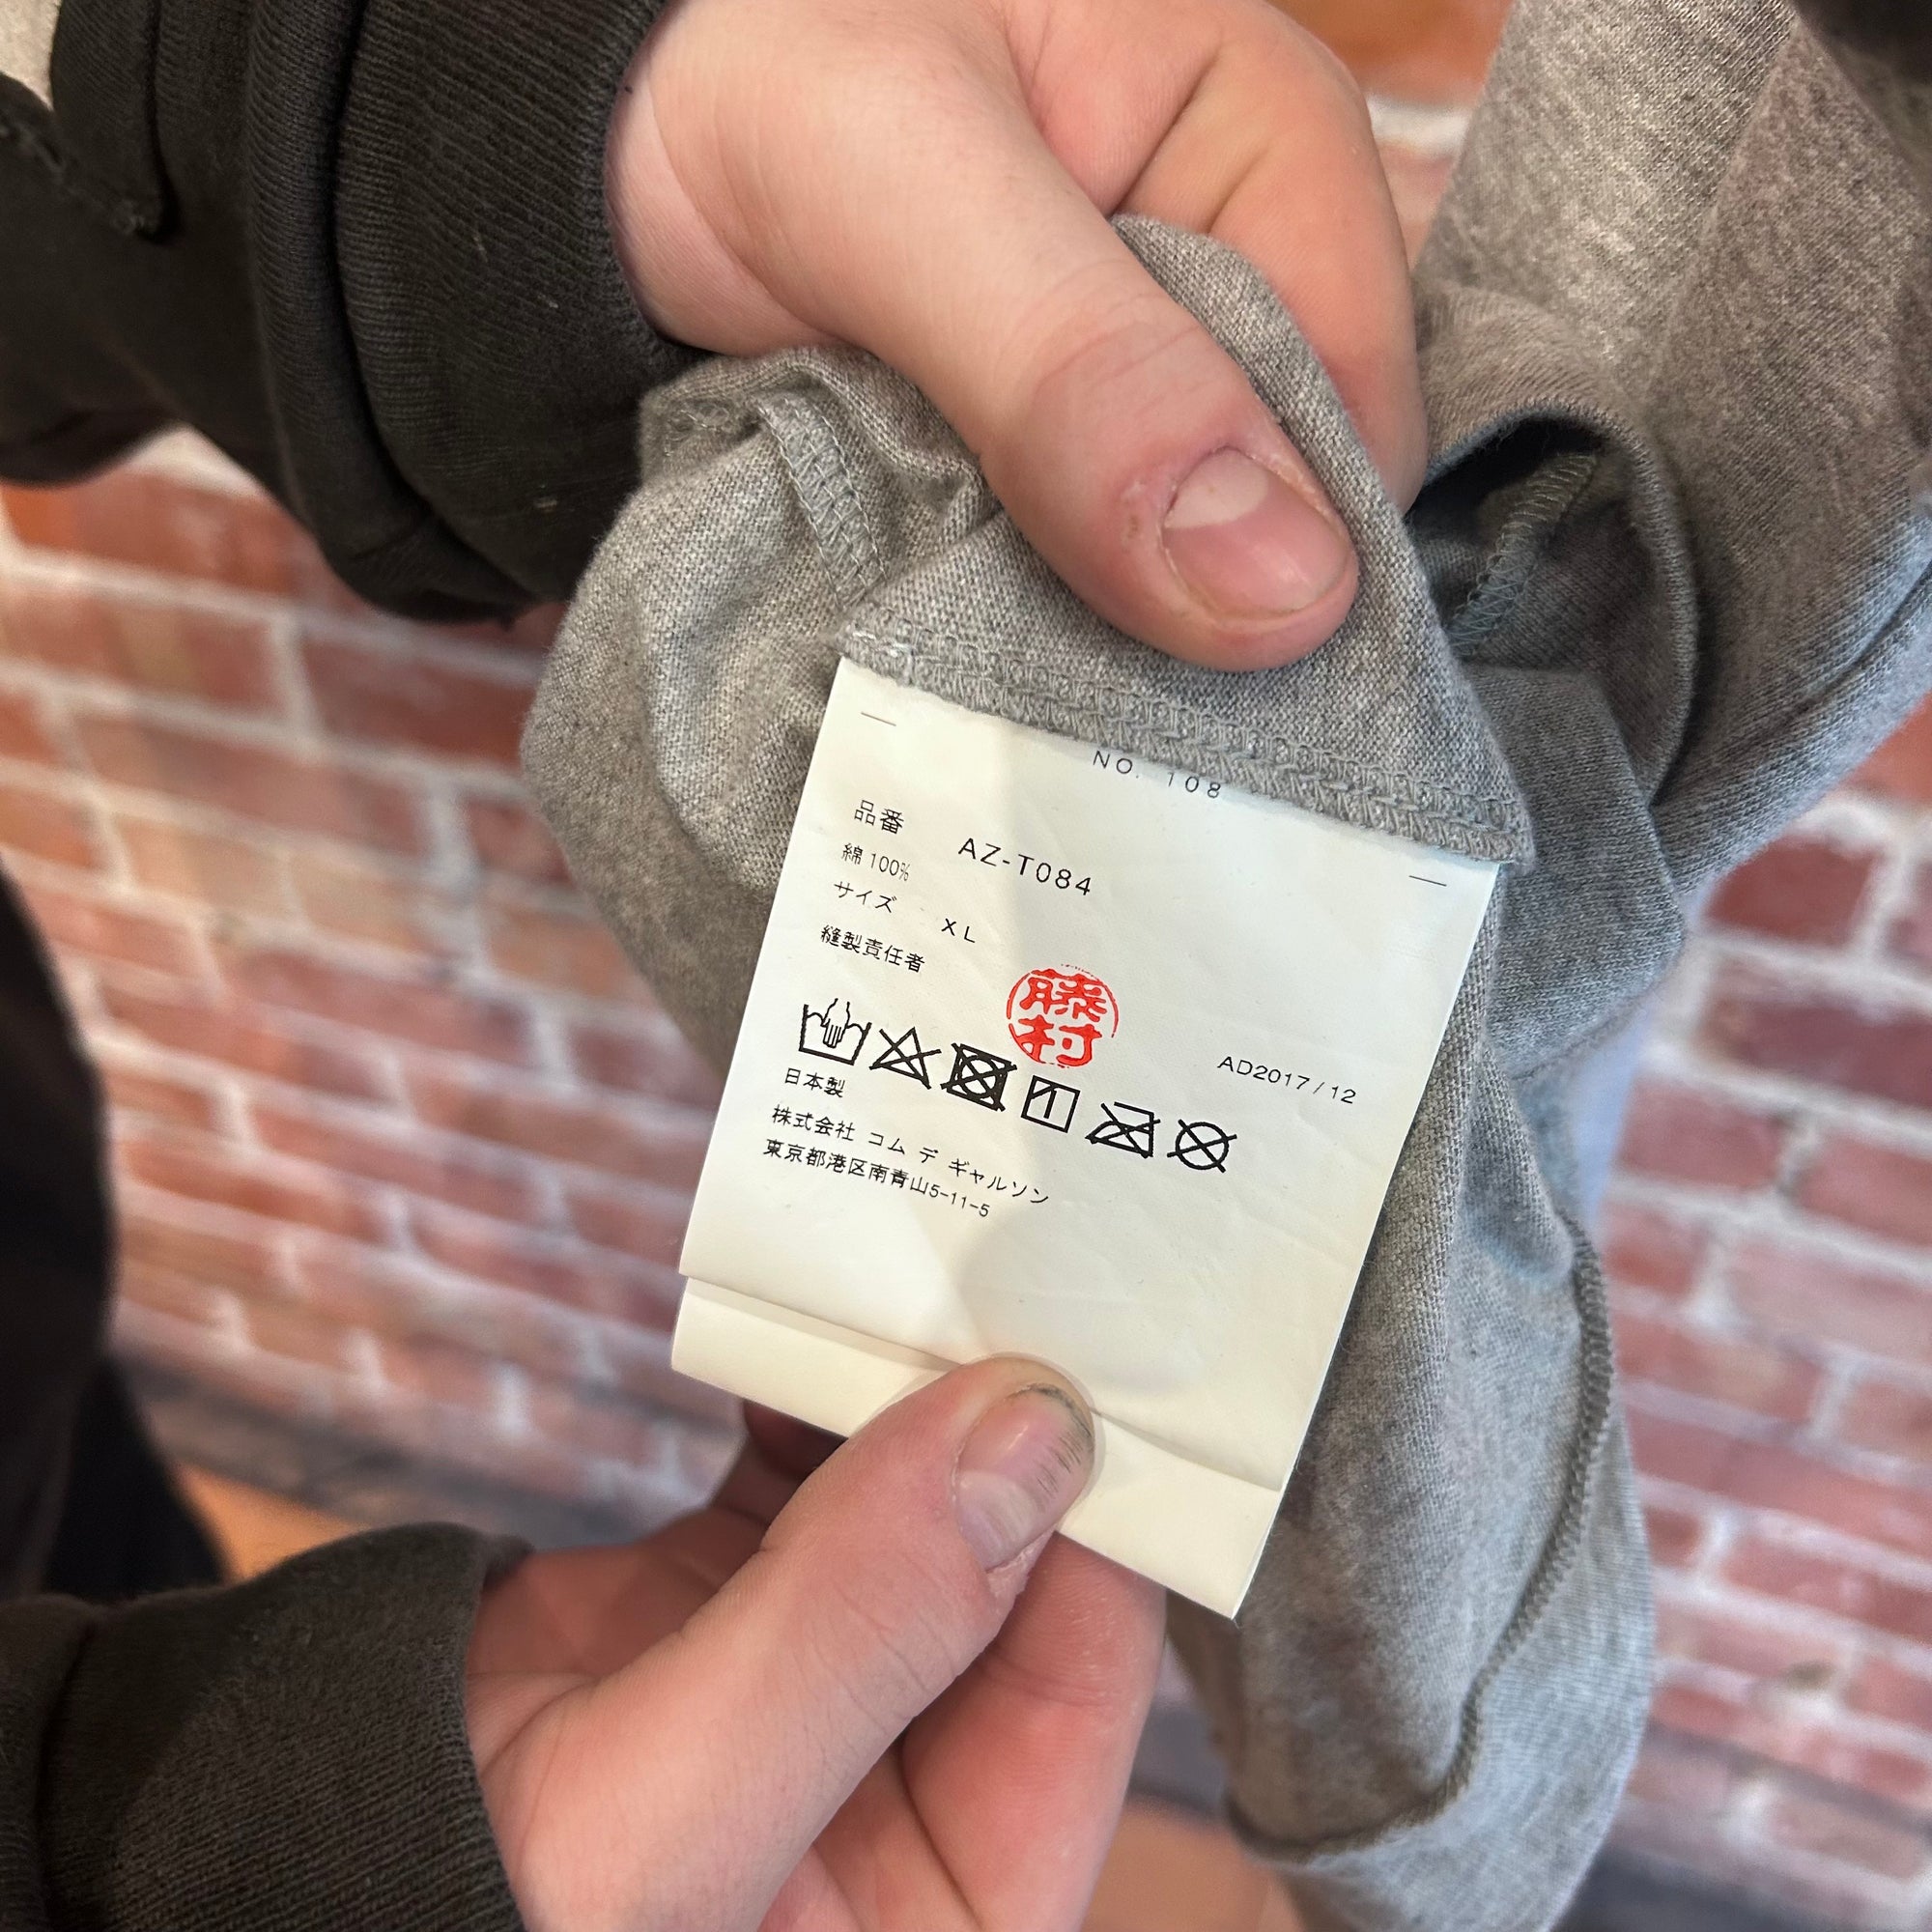 NO. 108
品番 AZ-T084
綿 100%
サイズ XL
縫製責任者
藤村
AD2017/12
日本製
株式会社 コム デ ギャルソン
東京都港区南青山5-11-5